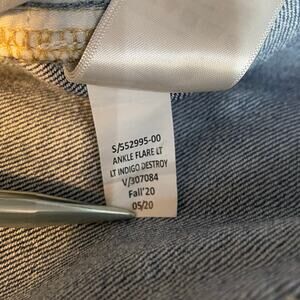 S/552995-00
ANKLE FLARE LT
LT INDIGO DESTROY
V/307084
Fall'20
05/20